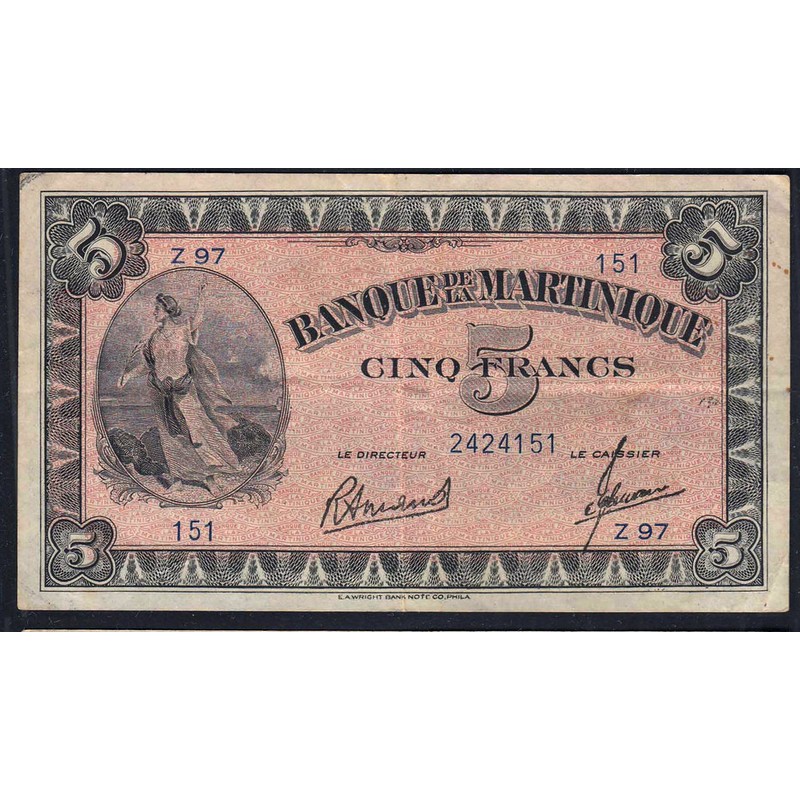 5 5
Z 97 151
BANQUE DE LA MARTINIQUE
CINQ FRANCS
5
LE DIRECTEUR 2424151 LE CAISSIER
151 Z 97
5 5
E.A.WRIGHT BANK NOTE CO.PHILA